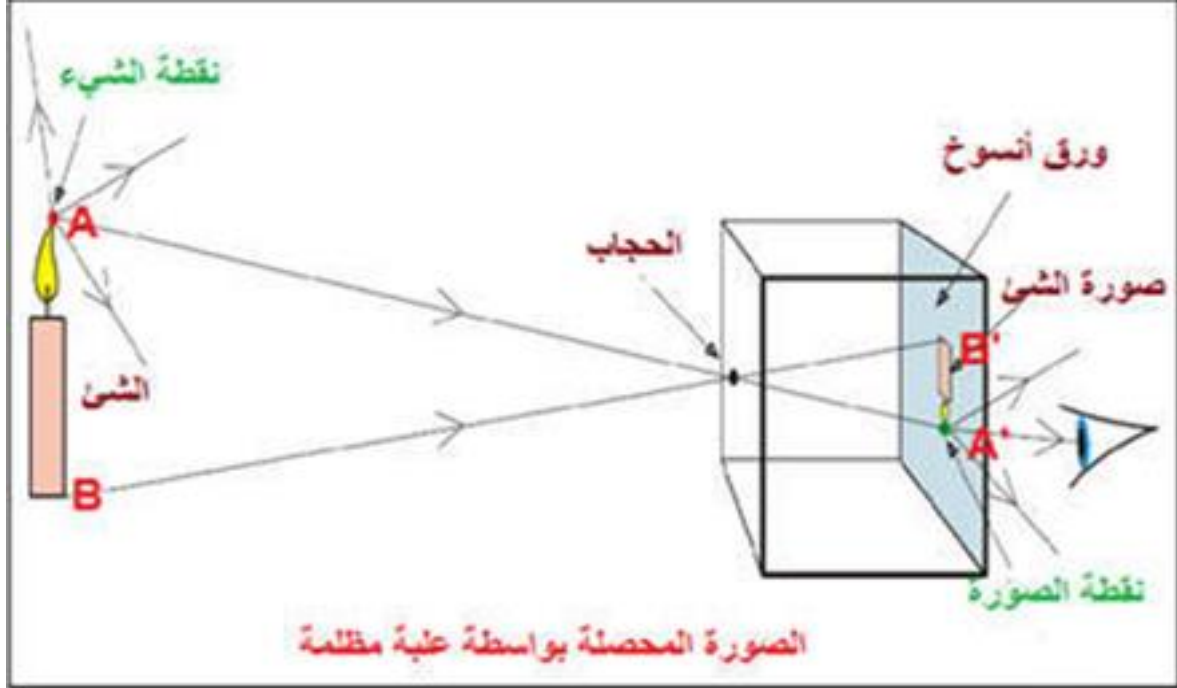 نقطة الشيء
A
ورق أنسوخ
الحجاب
صورة الشئ
B'
الشئ
A'
B
نقطة الصورة
الصورة المحصلة بواسطة علبة مظلمة